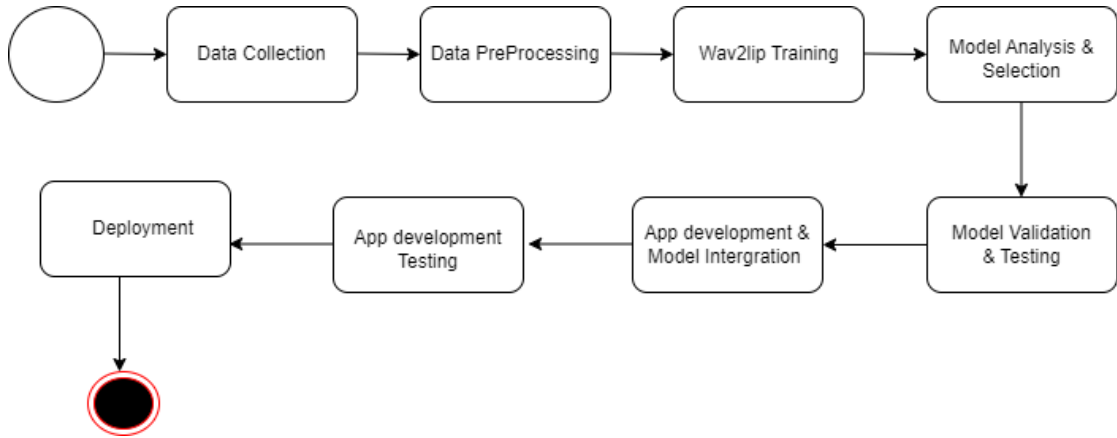 Data Collection
Data PreProcessing
Wav2lip Training
Model Analysis &
Selection
Model Validation
& Testing
App development &
Model Intergration
App development
Testing
Deployment